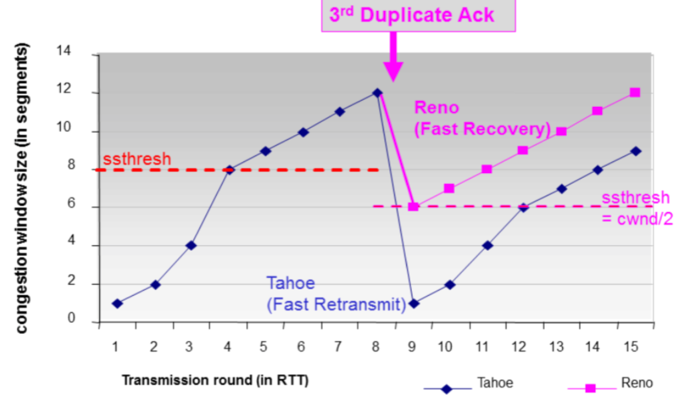 3rd Duplicate Ack
congestion window size (in segments)
14
12
10
8
6
4
2
0
Reno
(Fast Recovery)
ssthresh
ssthresh
= cwnd/2
Tahoe
(Fast Retransmit)
1 2 3 4 5 6 7 8 9 10 11 12 13 14 15
Transmission round (in RTT)
Tahoe
Reno